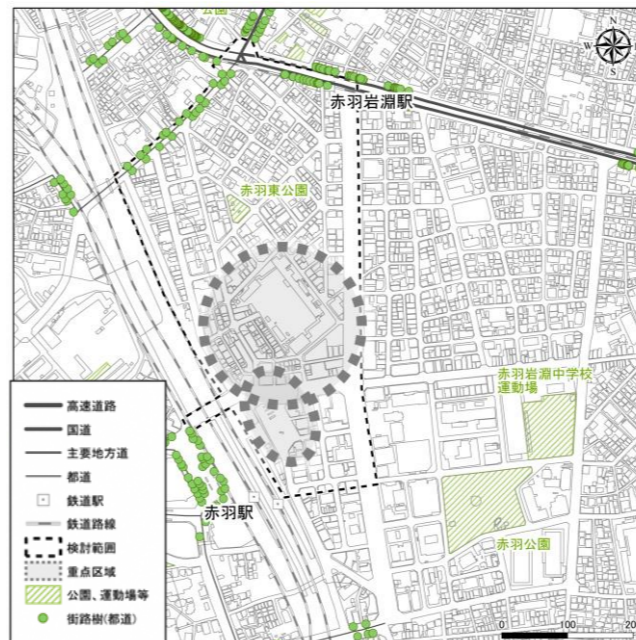 公園
N
W
S
赤羽岩淵駅
赤羽東公園
赤羽岩淵中学校
運動場
高速道路
国道
主要地方道
都道
鉄道駅
鉄道路線
検討範囲
重点区域
公園、運動場等
街路樹(都道)
赤羽駅
赤羽公園
0 100